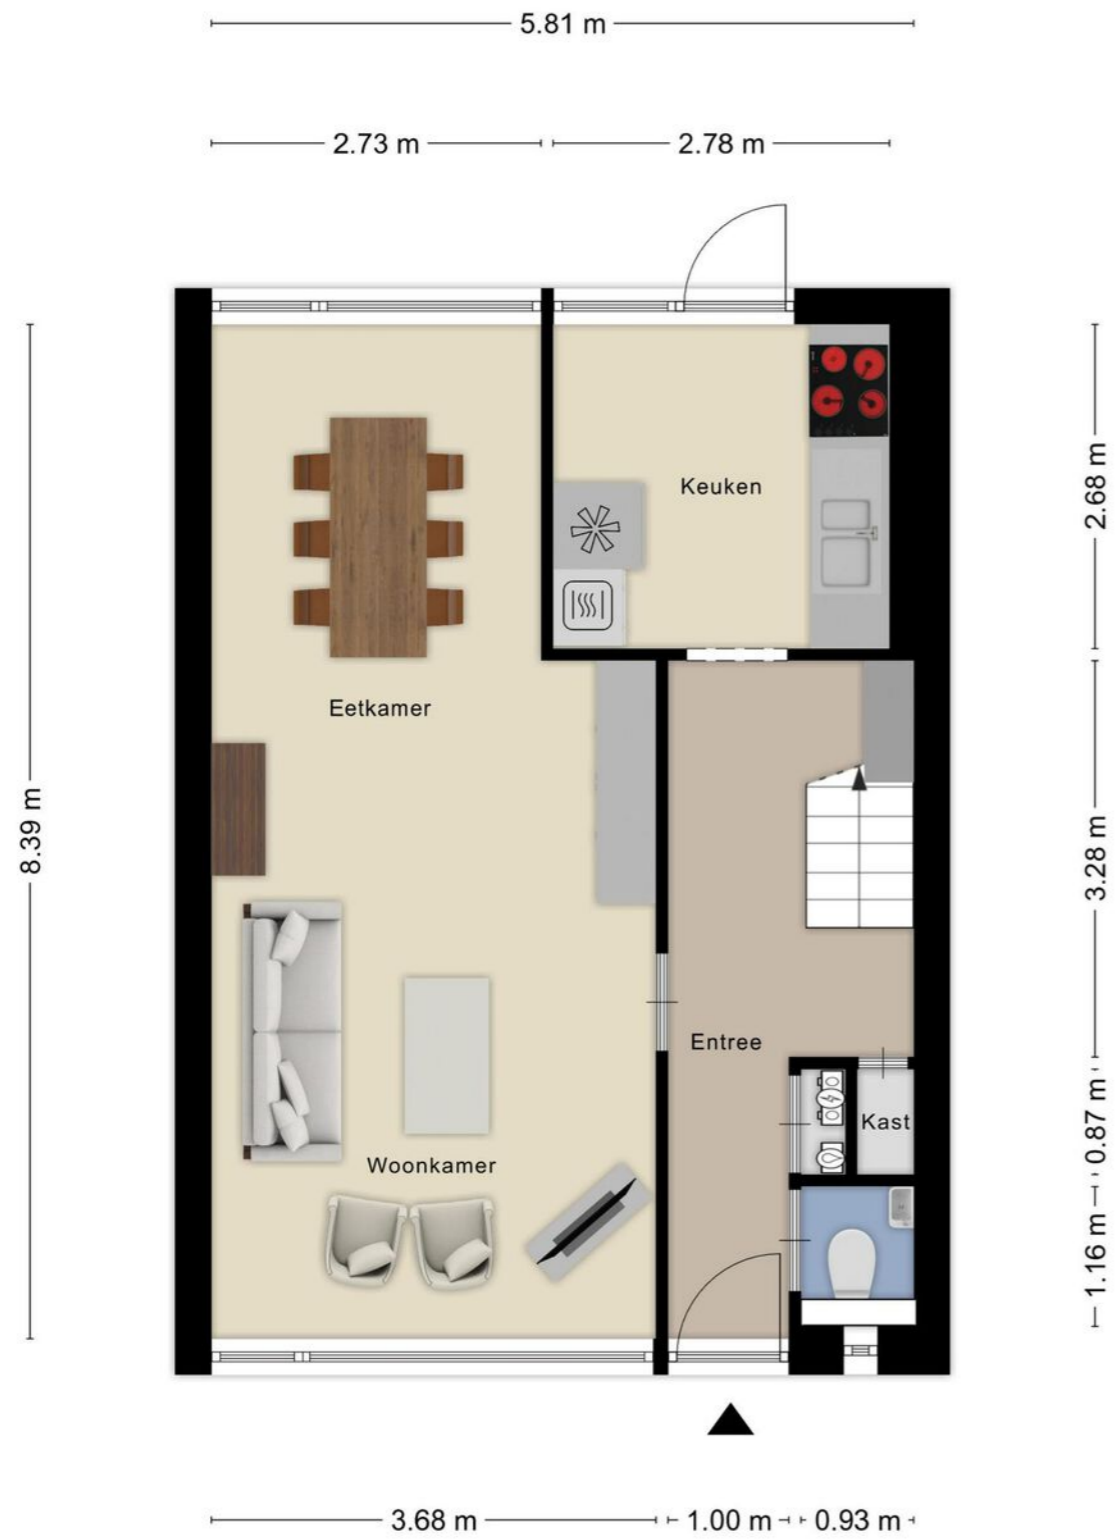 5.81 m
2.73 m
2.78 m
Keuken
2.68 m
Eetkamer
8.39 m
3.28 m
Entree
Kast
0.87 m
Woonkamer
1.16 m
3.68 m
1.00 m
0.93 m